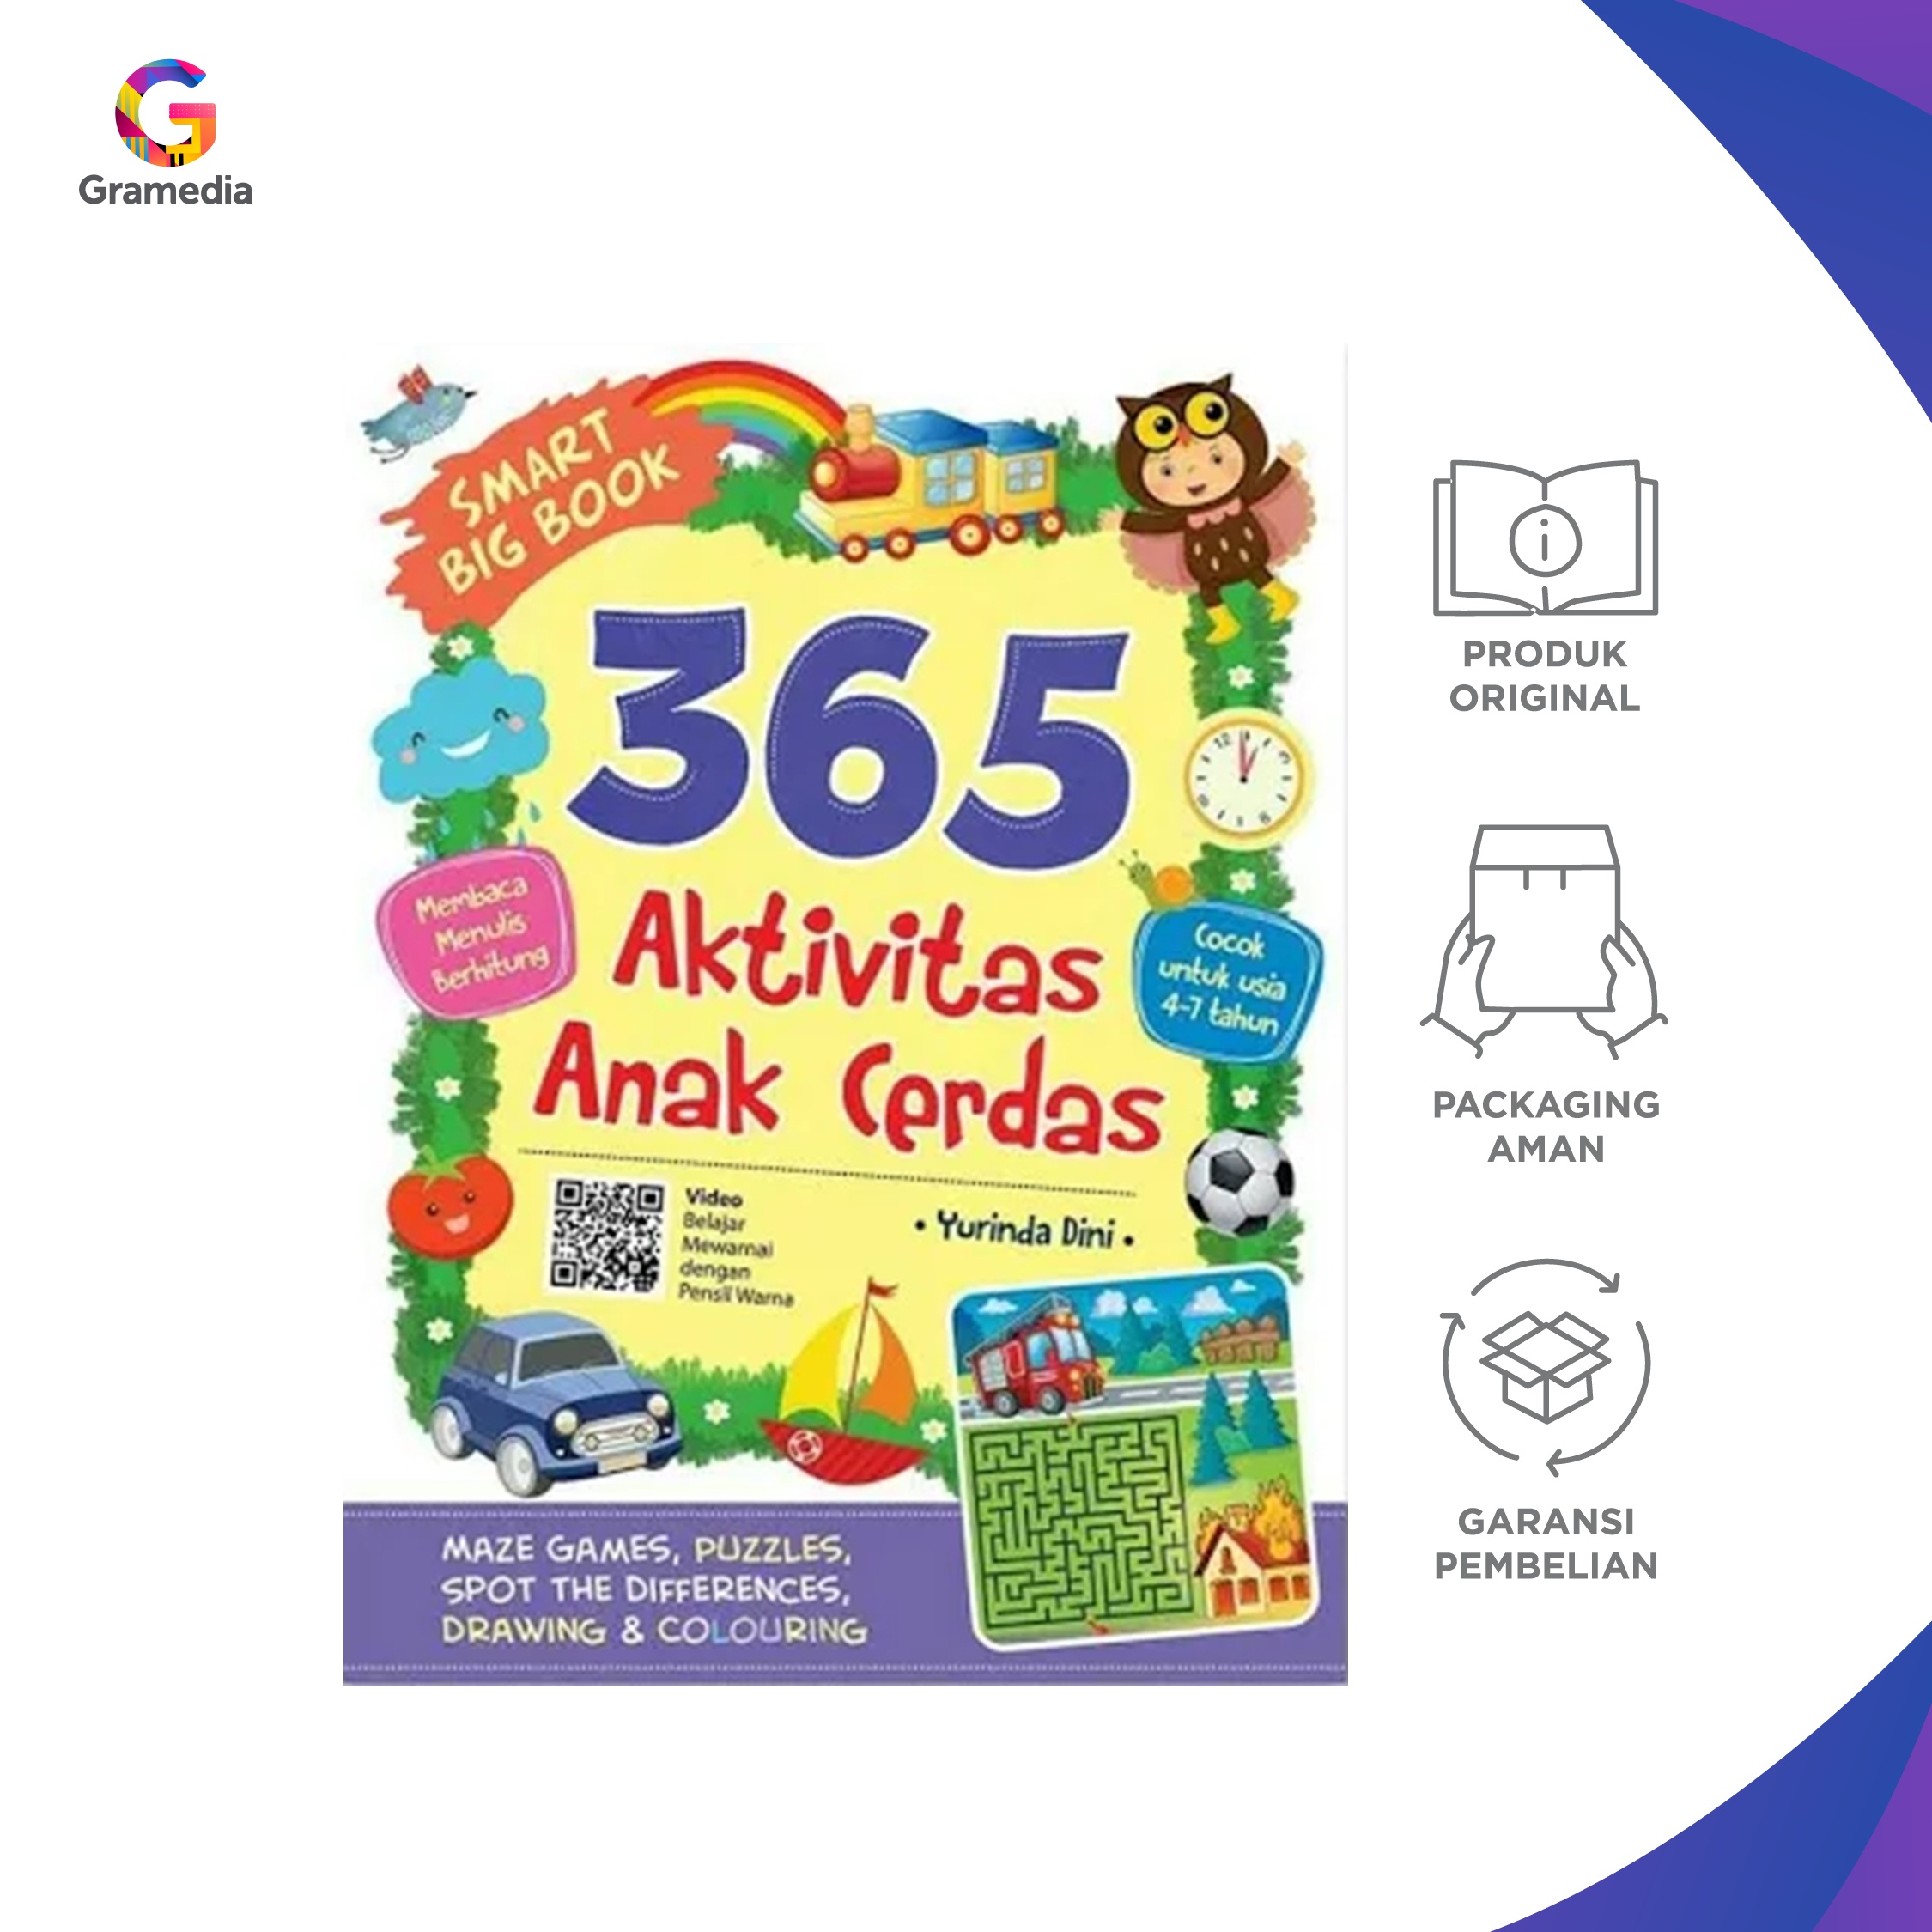 Gramedia
SMART
BIG BOOK
365
Membaca
Menulis
Berhitung
Aktivitas
Anak Cerdas
Cocok
untuk usia
4-7 tahun
Video
Belajar
Mewarnai
dengan
Pensil Warna
• Yurinda Dini •
MAZE GAMES, PUZZLES,
SPOT THE DIFFERENCES,
DRAWING & COLOURING
PRODUK
ORIGINAL
PACKAGING
AMAN
GARANSI
PEMBELIAN